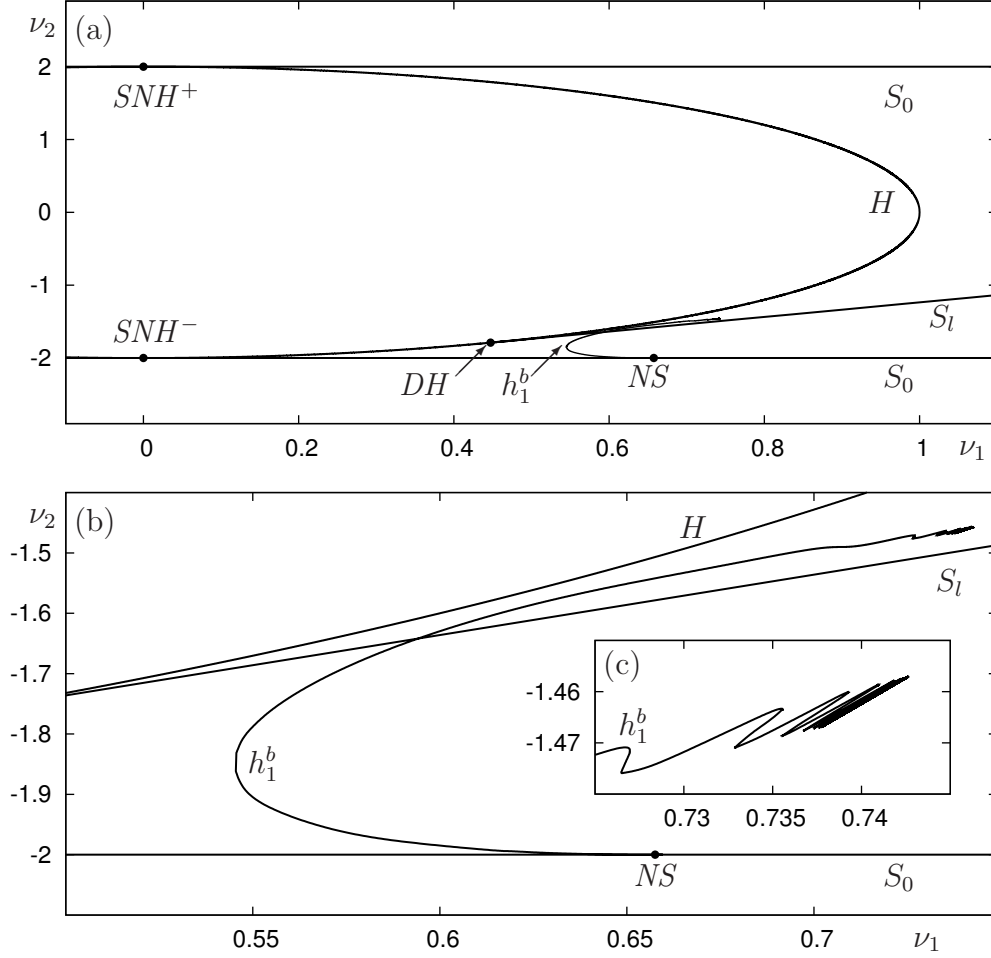 ν₂ (a)
2
SNH⁺ S₀
1
0 H
-1
SNH⁻ S_l
-2
DH h₁ᵇ NS S₀
0 0.2 0.4 0.6 0.8 1 ν₁
ν₂ (b) H
-1.5
S_l
-1.6
(c)
-1.46
-1.7 h₁ᵇ
-1.47
-1.8
h₁ᵇ
0.73 0.735 0.74
-1.9
-2
NS S₀
0.55 0.6 0.65 0.7 ν₁